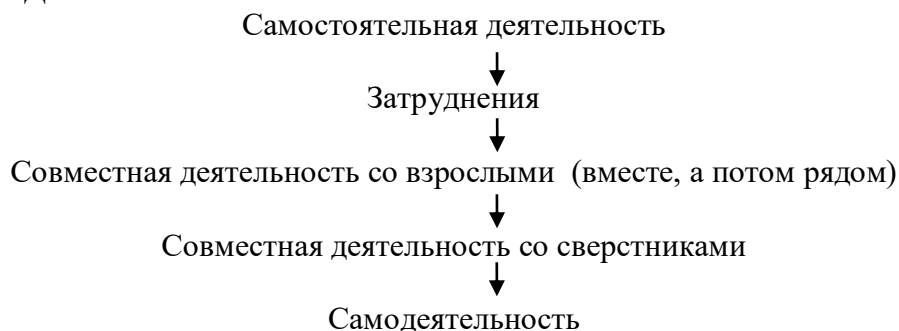 Самостоятельная деятельность
Затруднения
Совместная деятельность со взрослыми (вместе, а потом рядом)
Совместная деятельность со сверстниками
Самодеятельность